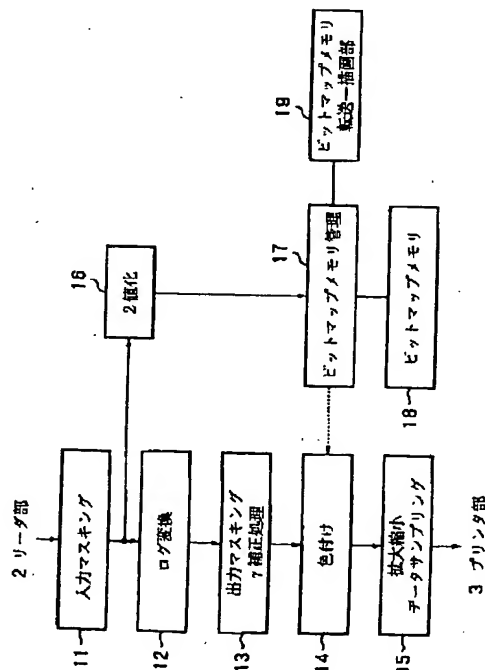 2 リーダ部
11
入力マスキング
12
ログ変換
13
出力マスキング
γ補正処理
14
色付け
15
拡大縮小
データサンプリング
3 プリンタ部
16
2値化
17
ビットマップメモリ管理
18
ビットマップメモリ
19
ビットマップメモリ
転送ー描画部